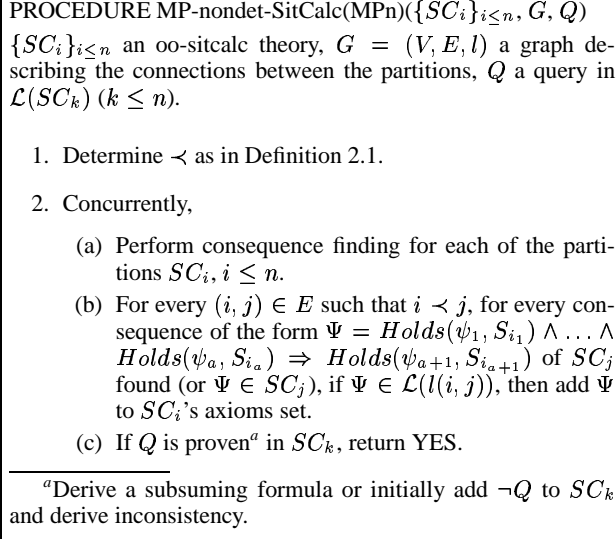 PROCEDURE MP-nondet-SitCalc(MPn)({SC_i}_{i≤n}, G, Q)
{SC_i}_{i≤n} an oo-sitcalc theory, G = (V, E, l) a graph de-
scribing the connections between the partitions, Q a query in
ℒ(SC_k) (k ≤ n).
1. Determine ≺ as in Definition 2.1.
2. Concurrently,
(a) Perform consequence finding for each of the parti-
tions SC_i, i ≤ n.
(b) For every (i, j) ∈ E such that i ≺ j, for every con-
sequence of the form Ψ = Holds(ψ_1, S_{i_1}) ∧ … ∧
Holds(ψ_a, S_{i_a}) ⇒ Holds(ψ_{a+1}, S_{i_{a+1}}) of SC_j
found (or Ψ ∈ SC_j), if Ψ ∈ ℒ(l(i, j)), then add Ψ
to SC_i's axioms set.
(c) If Q is proven^a in SC_k, return YES.
^aDerive a subsuming formula or initially add ¬Q to SC_k
and derive inconsistency.